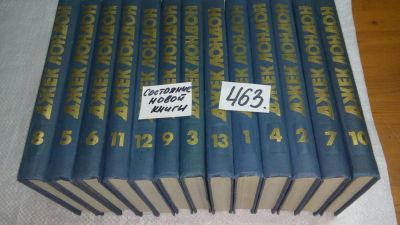 ДЖЕК ЛОНДОН
8
ДЖЕК ЛОНДОН
5
ДЖЕК ЛОНДОН
6
ДЖЕК ЛОНДОН
11
ДЖЕК ЛОНДОН
12
ДЖЕК ЛОНДОН
9
ДЖЕК ЛОНДОН
3
ДЖЕК ЛОНДОН
13
ДЖЕК ЛОНДОН
1
ДЖЕК ЛОНДОН
4
ДЖЕК ЛОНДОН
2
ДЖЕК ЛОНДОН
7
ДЖЕК ЛОНДОН
10
СОСТОЯНИЕ
НОВОЙ
КНИГИ
463.